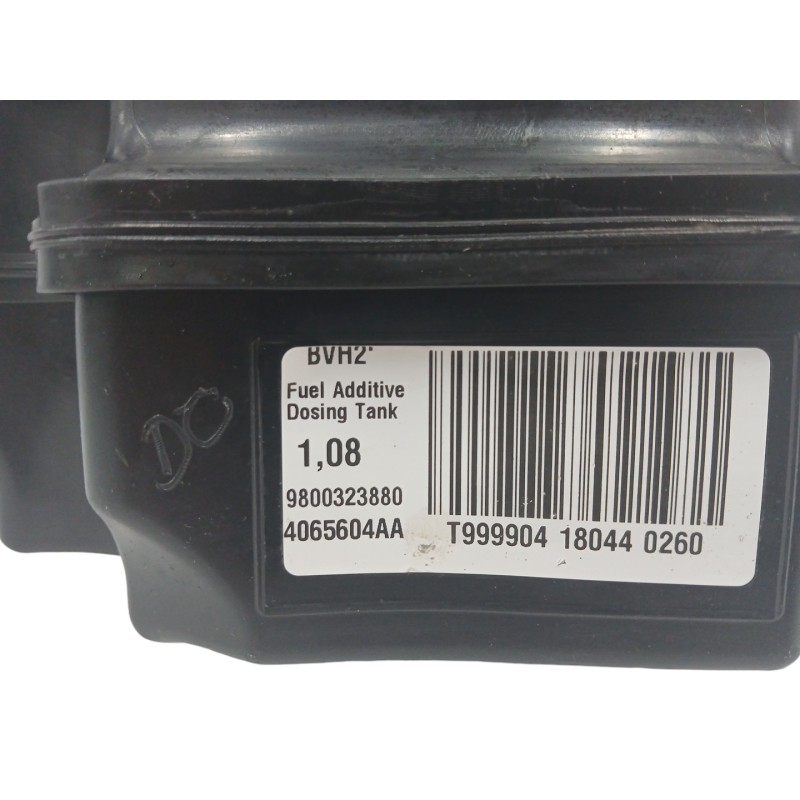 BVH2
Fuel Additive
Dosing Tank
1,08
9800323880
4065604AA
T999904 18044 0260
DC